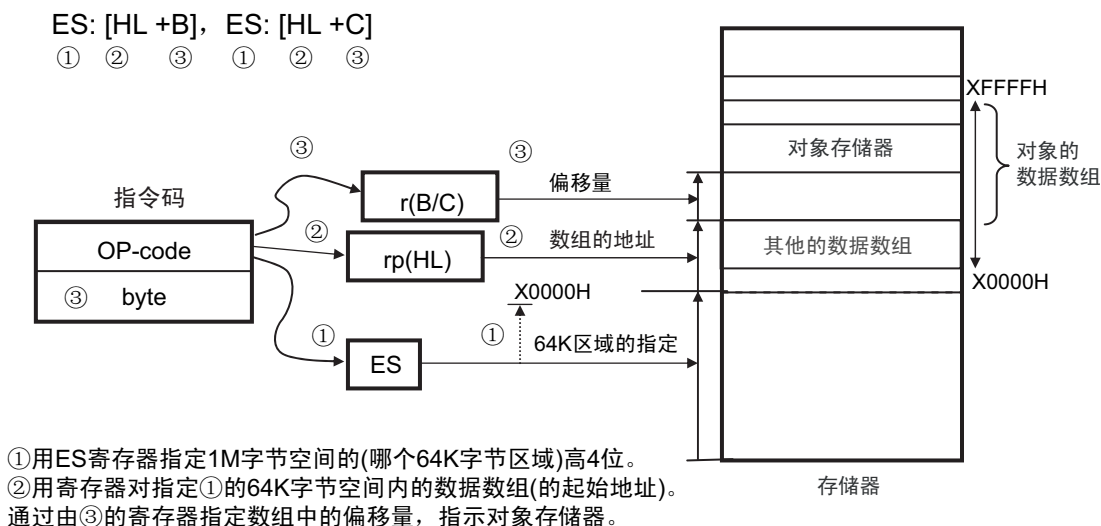 ES: [HL +B], ES: [HL +C]
① ② ③ ① ② ③
XFFFFH
③
③
对象存储器
对象的
数据数组
指令码
偏移量
r(B/C)
OP-code
②
②
数组的地址
其他的数据数组
rp(HL)
③ byte
X0000H
X0000H
①
①
64K区域的指定
ES
①用ES寄存器指定1M字节空间的(哪个64K字节区域)高4位。
②用寄存器对指定①的64K字节空间内的数据数组(的起始地址)。
存储器
通过由③的寄存器指定数组中的偏移量，指示对象存储器。